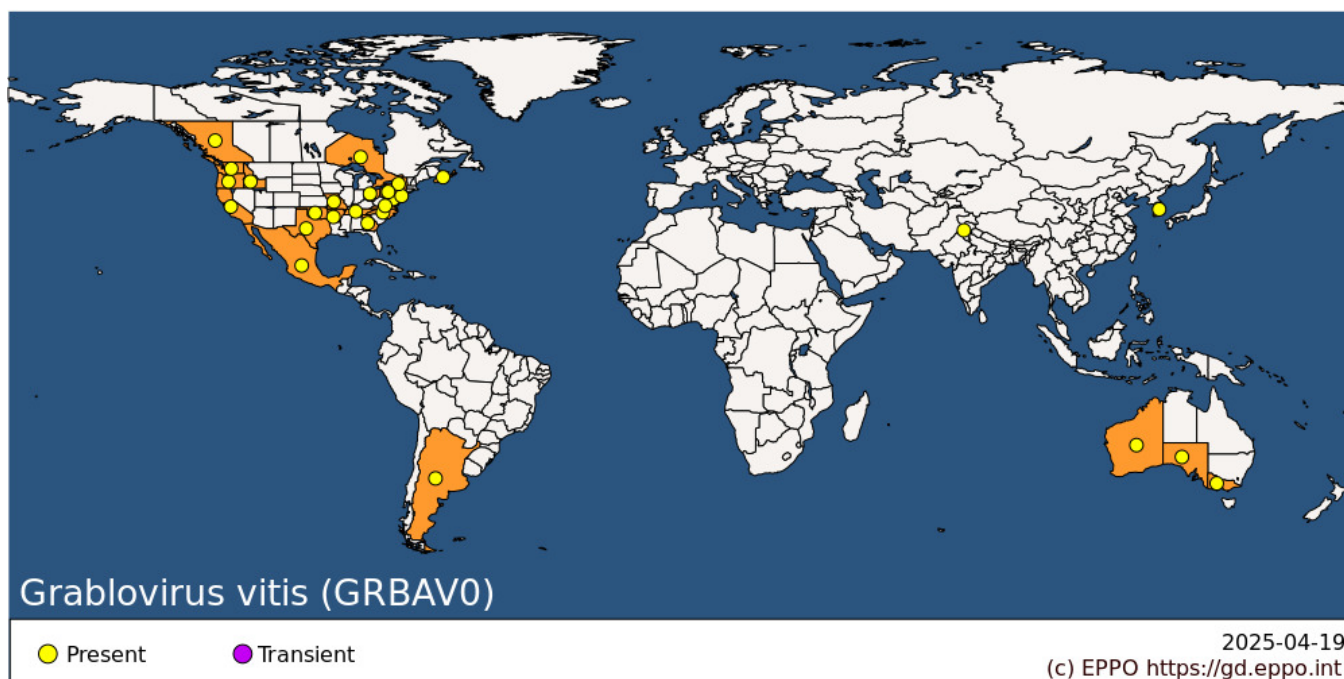 Grablovirus vitis (GRBAV0)
Present
Transient
2025-04-19
(c) EPPO https://gd.eppo.int